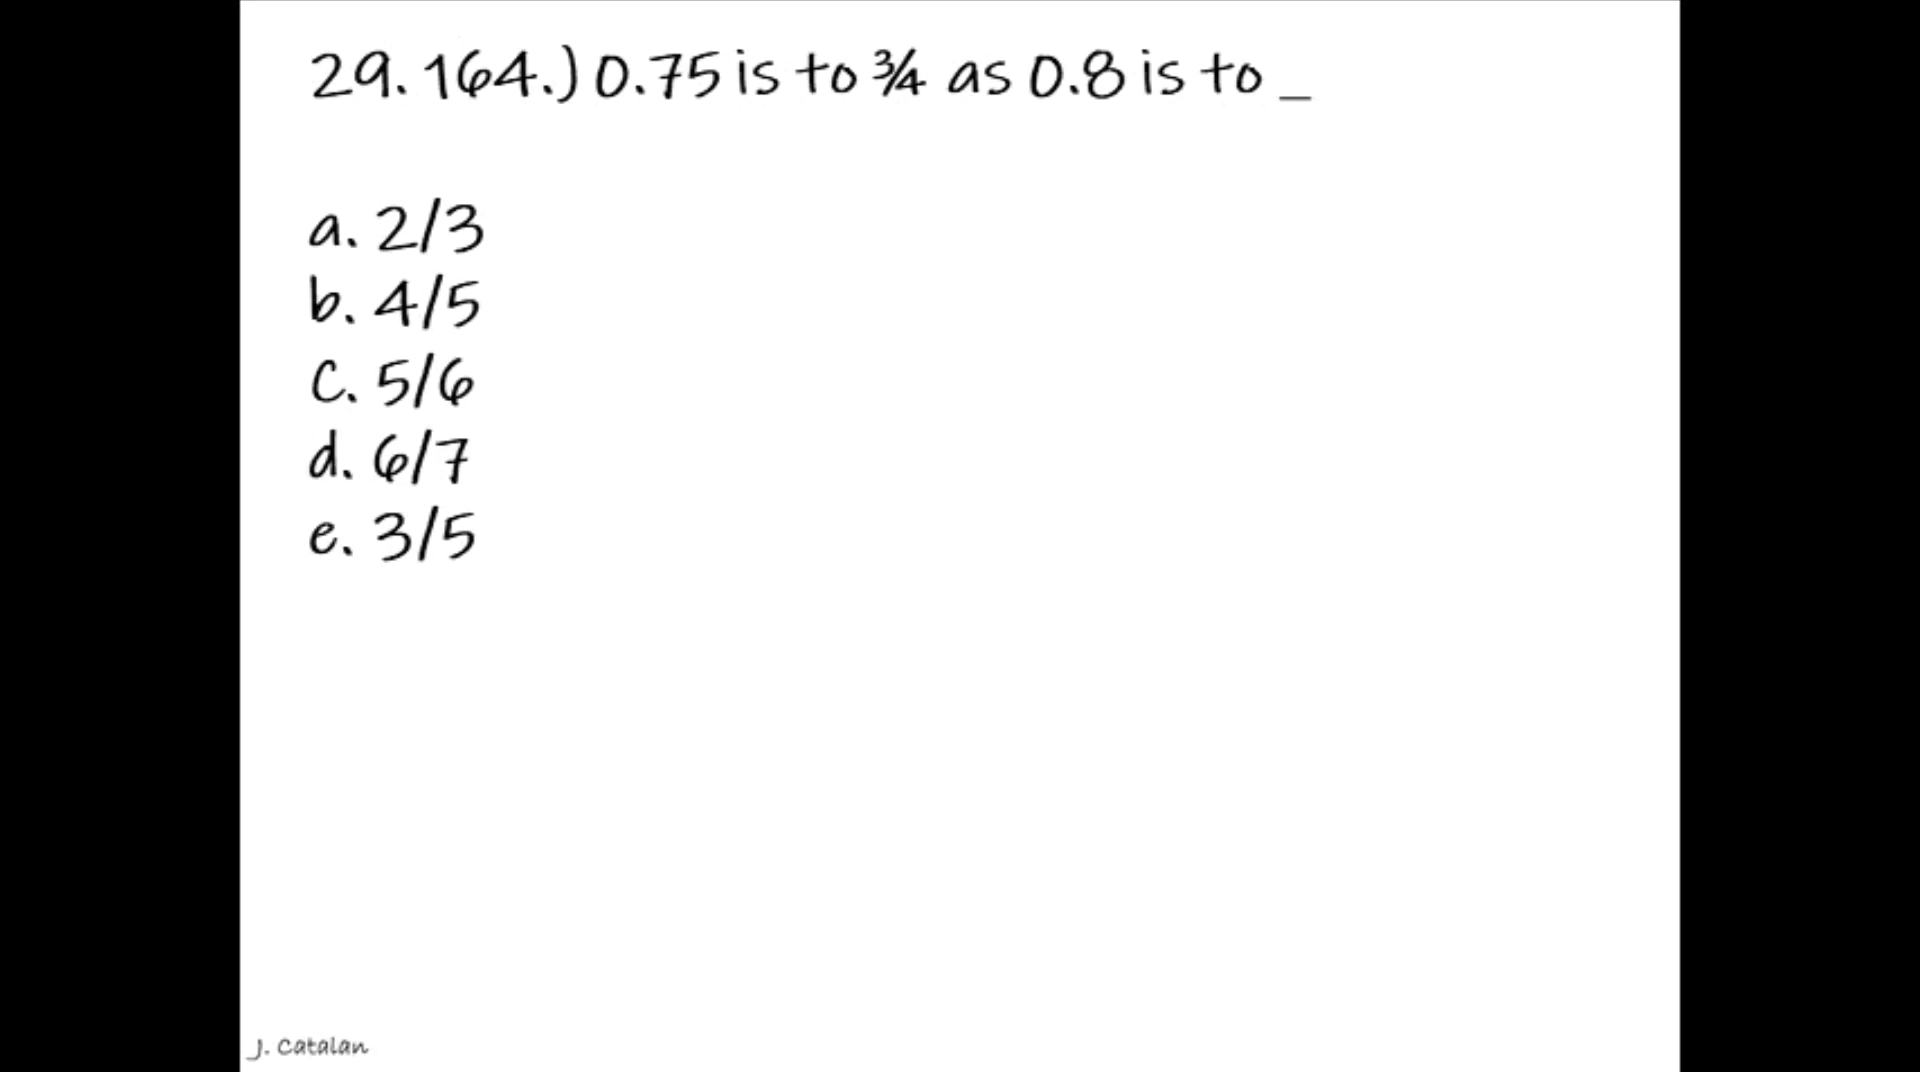 29. 164.) 0.75 is to ¾ as 0.8 is to _
a. 2/3
b. 4/5
c. 5/6
d. 6/7
e. 3/5
J. Catalan